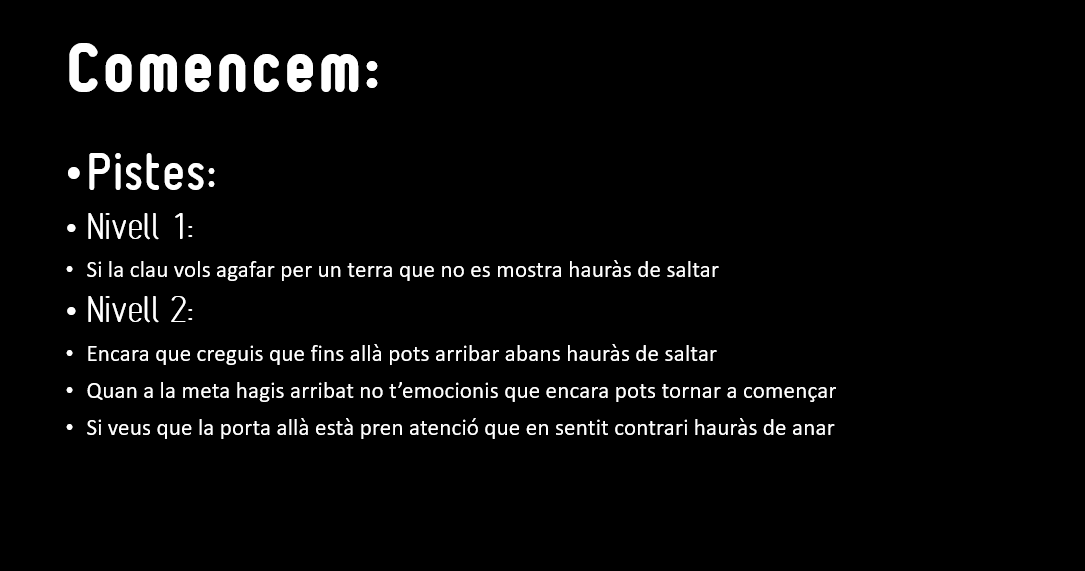 Comencem:
•Pistes:
• Nivell 1:
• Si la clau vols agafar per un terra que no es mostra hauràs de saltar
• Nivell 2:
• Encara que creguis que fins allà pots arribar abans hauràs de saltar
• Quan a la meta hagis arribat no t’emocionis que encara pots tornar a començar
• Si veus que la porta allà està pren atenció que en sentit contrari hauràs de anar